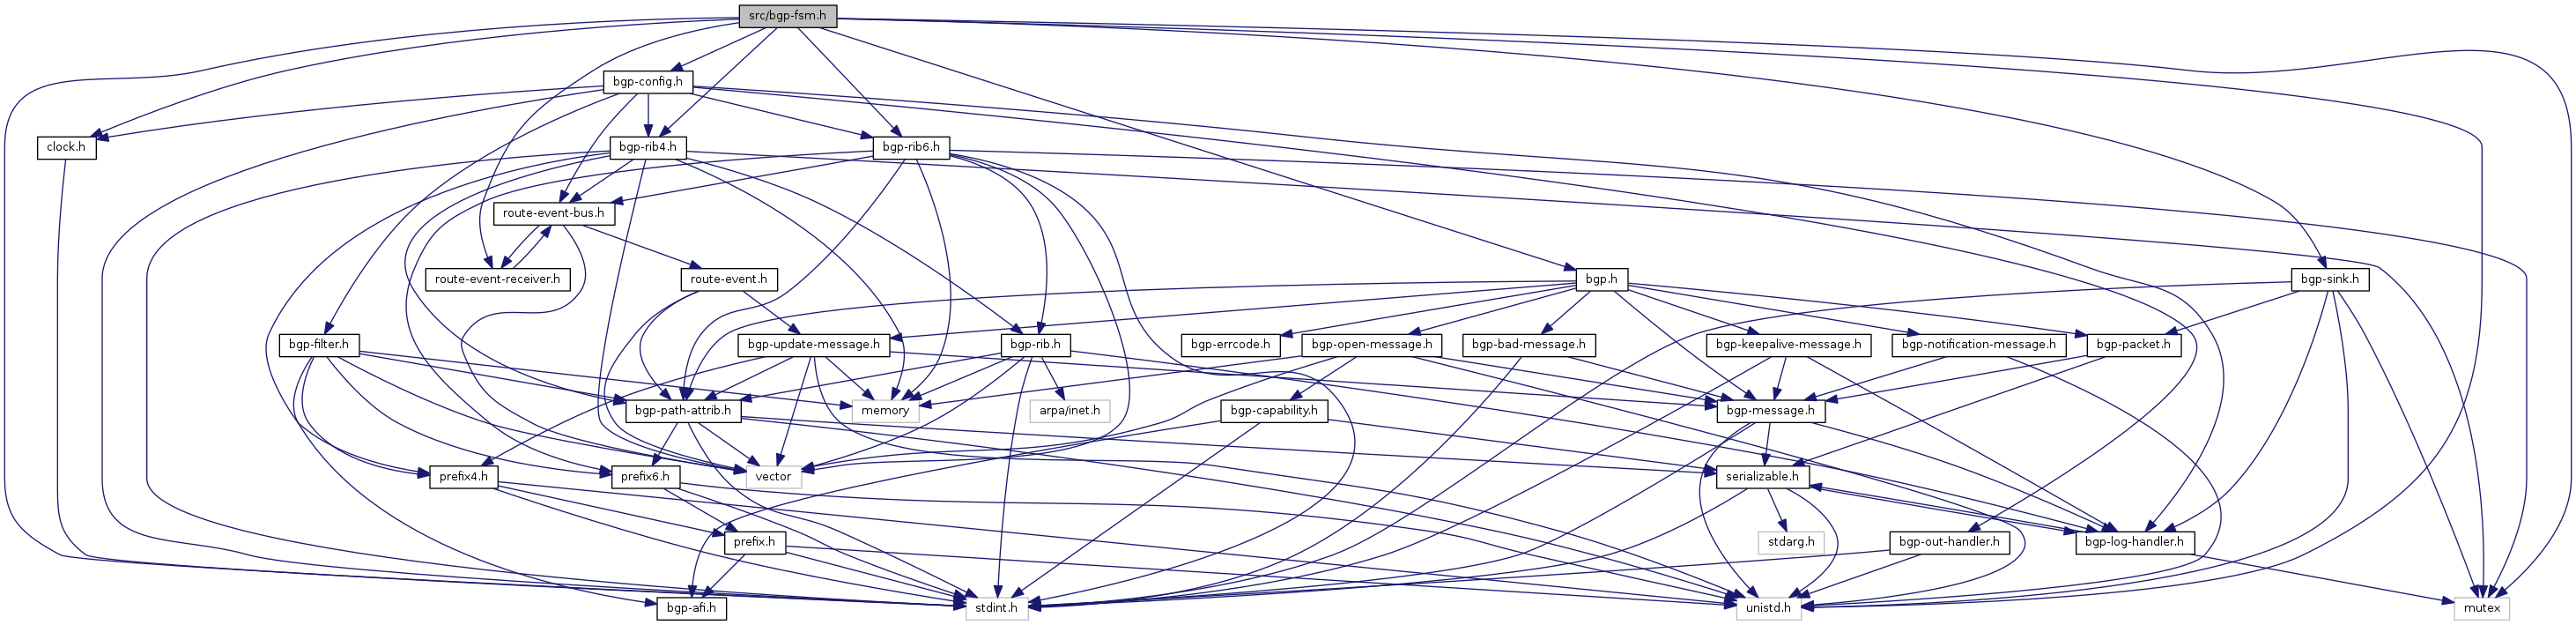 src/bgp-fsm.h
bgp-config.h
clock.h
bgp-rib4.h
bgp-rib6.h
route-event-bus.h
route-event-receiver.h
route-event.h
bgp.h
bgp-sink.h
bgp-filter.h
bgp-update-message.h
bgp-rib.h
bgp-errcode.h
bgp-open-message.h
bgp-bad-message.h
bgp-keepalive-message.h
bgp-notification-message.h
bgp-packet.h
bgp-path-attrib.h
memory
arpa/inet.h
bgp-capability.h
bgp-message.h
prefix4.h
prefix6.h
vector
serializable.h
prefix.h
stdarg.h
bgp-out-handler.h
bgp-log-handler.h
bgp-afi.h
stdint.h
unistd.h
mutex